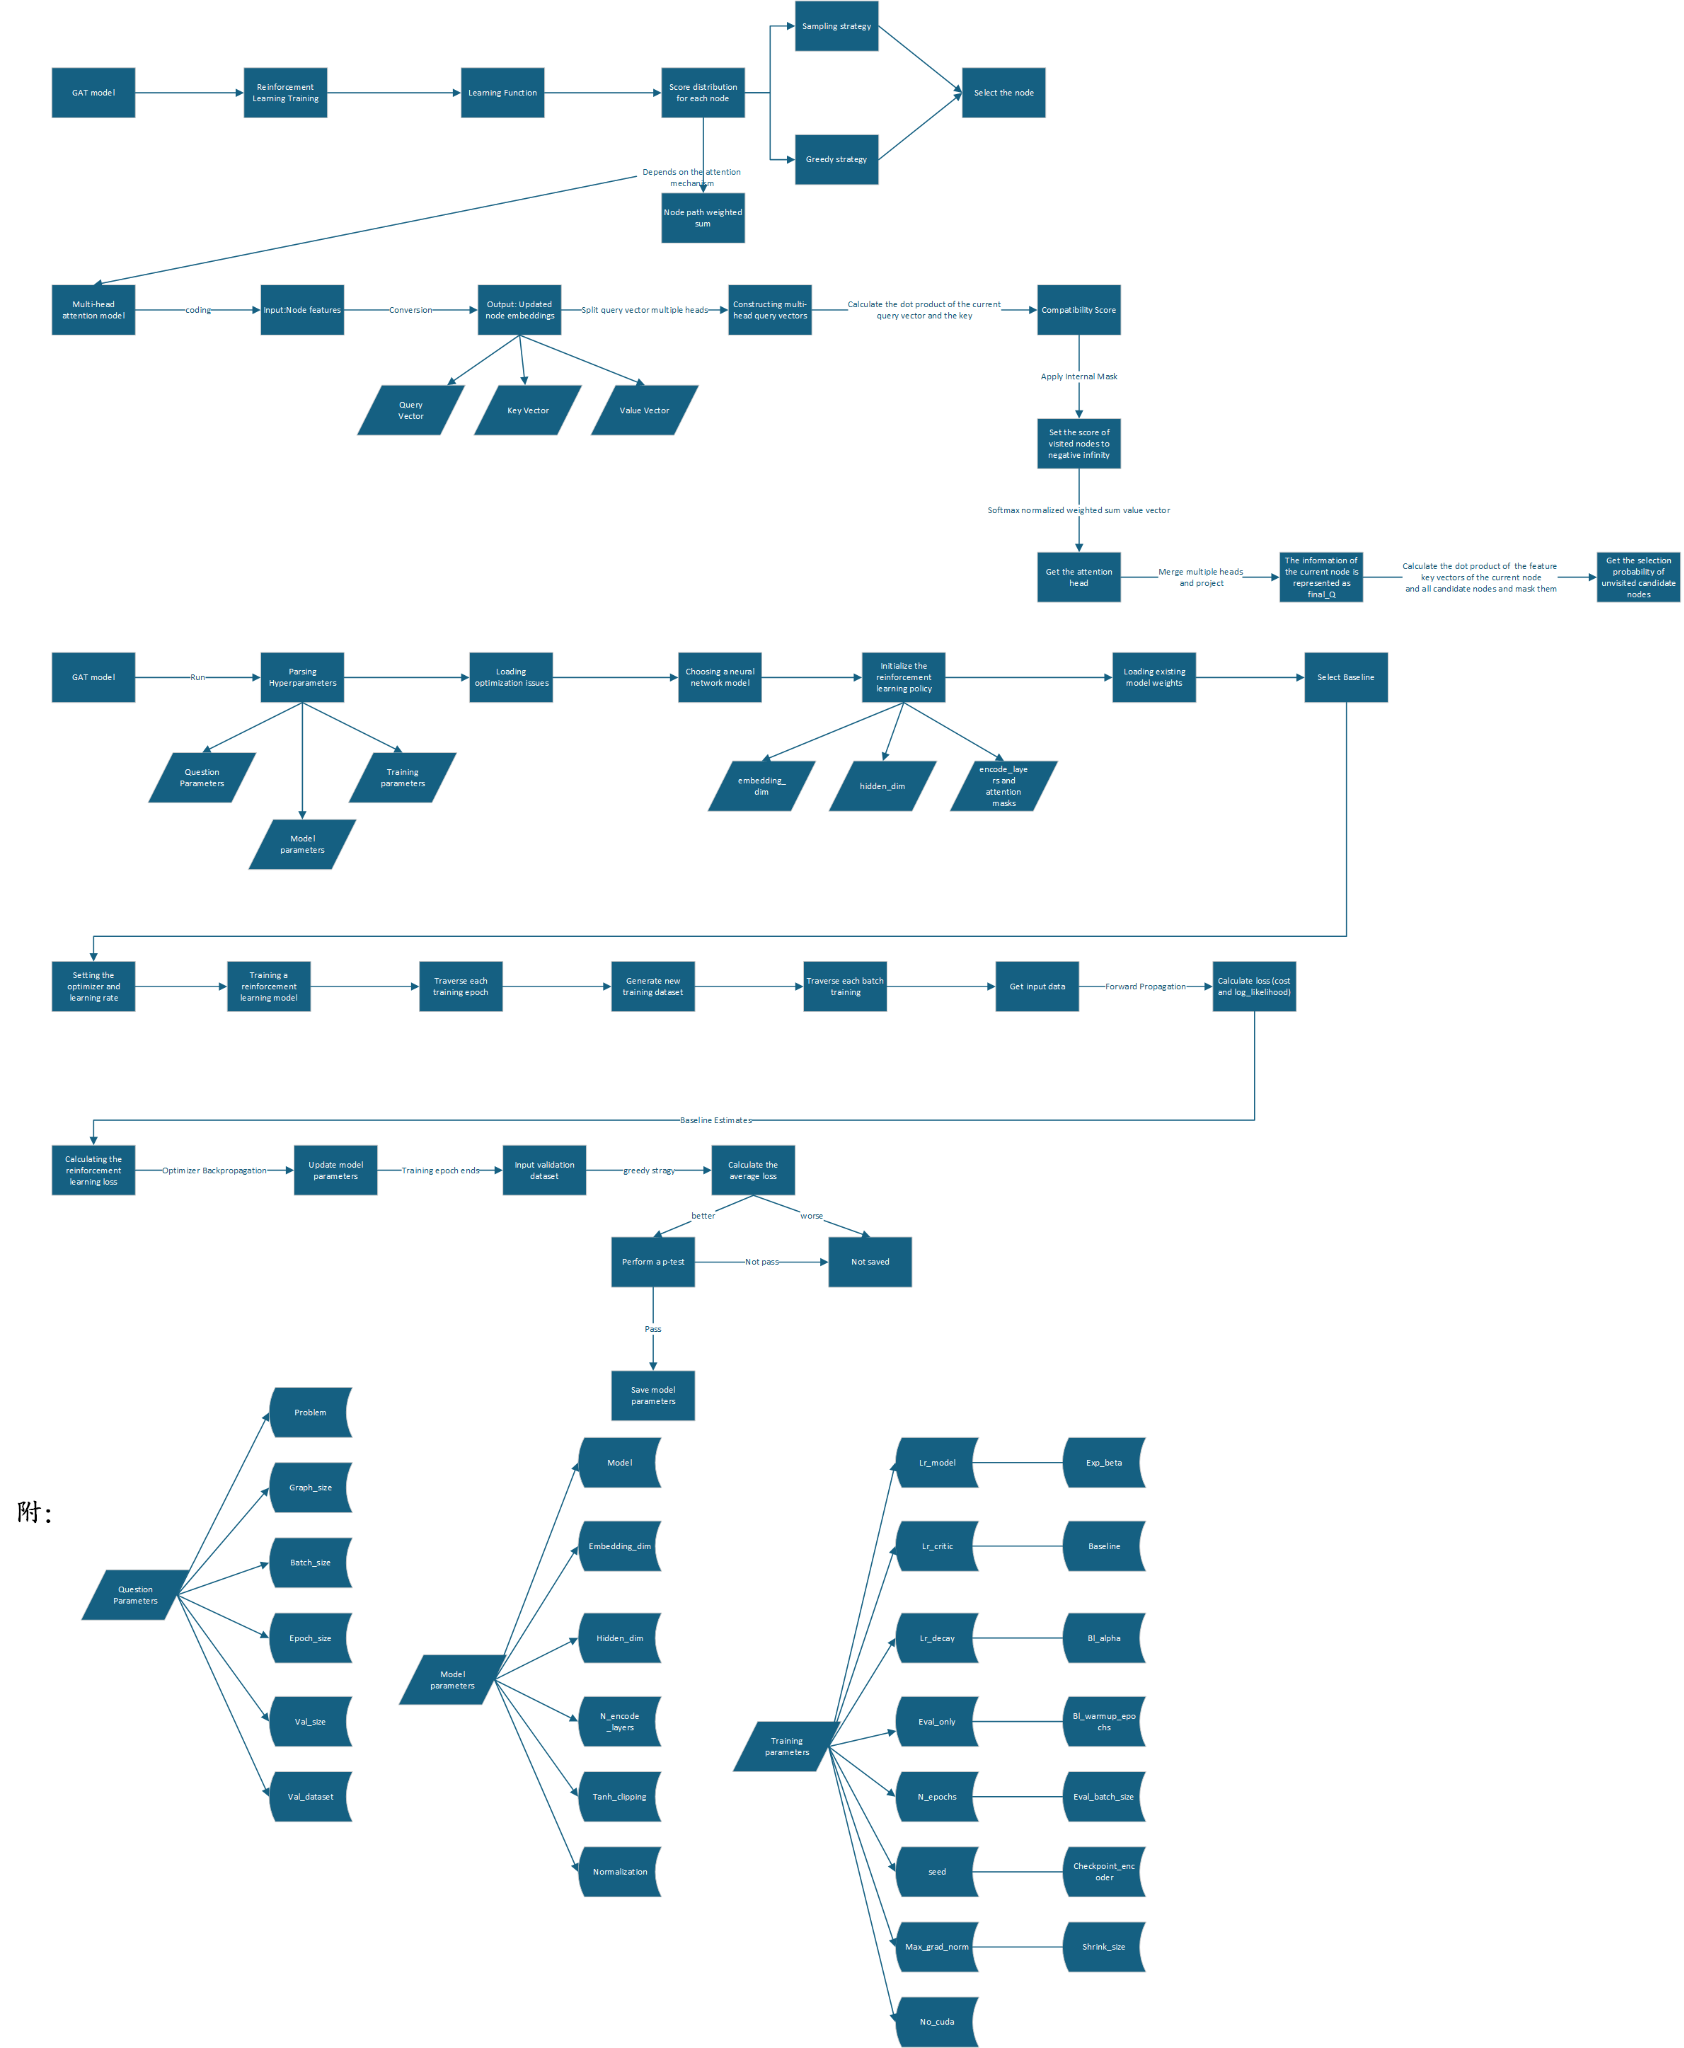 Sampling strategy
GAT model
Reinforcement
Learning Training
Learning Function
Score distribution
for each node
Select the node
Greedy strategy
Depends on the attention
mechanism
Node path weighted
sum
Multi-head
attention model
coding
Input:Node features
Conversion
Output: Updated
node embeddings
Split query vector multiple heads
Constructing multi-
head query vectors
Calculate the dot product of the current
query vector and the key
Compatibility Score
Query
Vector
Key Vector
Value Vector
Apply Internal Mask
Set the score of
visited nodes to
negative infinity
Softmax normalized weighted sum value vector
Get the attention
head
Merge multiple heads
and project
The information of
the current node is
represented as
final_Q
Calculate the dot product of the feature
key vectors of the current node
and all candidate nodes and mask them
Get the selection
probability of
unvisited candidate
nodes
GAT model
Run
Parsing
Hyperparameters
Loading
optimization issues
Choosing a neural
network model
Initialize the
reinforcement
learning policy
Loading existing
model weights
Select Baseline
Question
Parameters
Training
parameters
Model
parameters
embedding_
dim
hidden_dim
encode_laye
rs and
attention
masks
Setting the
optimizer and
learning rate
Training a
reinforcement
learning model
Traverse each
training epoch
Generate new
training dataset
Traverse each batch
training
Get input data
Forward Propagation
Calculate loss (cost
and log_likelihood)
Baseline Estimates
Calculating the
reinforcement
learning loss
Optimizer Backpropagation
Update model
parameters
Training epoch ends
Input validation
dataset
greedy stragy
Calculate the
average loss
better
worse
Perform a p-test
Not pass
Not saved
Pass
Save model
parameters
附：
Question
Parameters
Problem
Graph_size
Batch_size
Epoch_size
Val_size
Val_dataset
Model
parameters
Model
Embedding_dim
Hidden_dim
N_encode
_layers
Tanh_clipping
Normalization
Training
parameters
Lr_model
Exp_beta
Lr_critic
Baseline
Lr_decay
Bl_alpha
Eval_only
Bl_warmup_epo
chs
N_epochs
Eval_batch_size
seed
Checkpoint_enc
oder
Max_grad_norm
Shrink_size
No_cuda